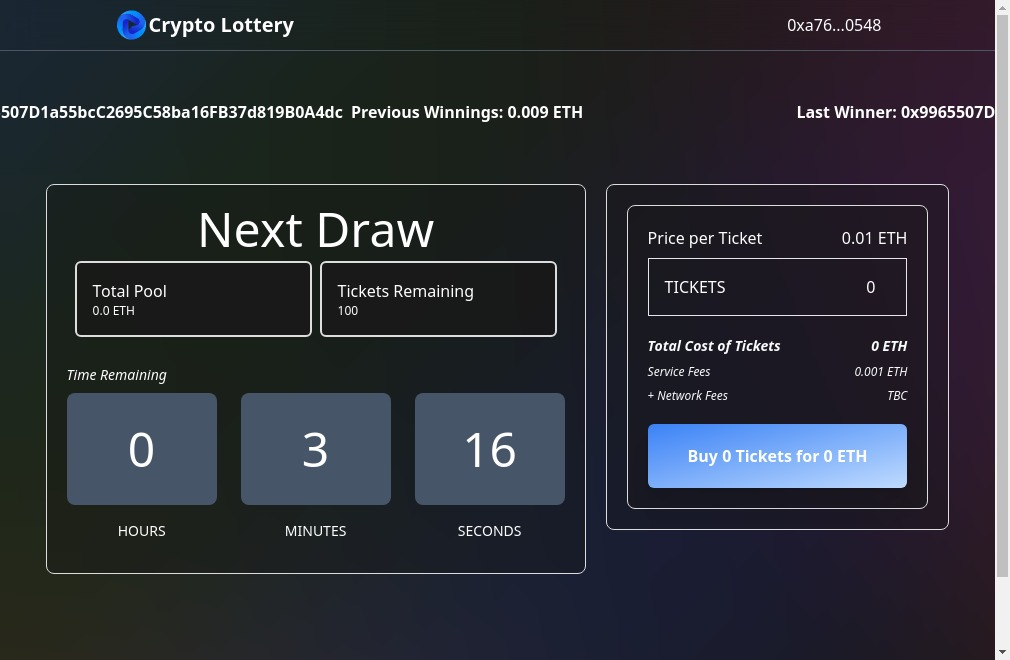 Crypto Lottery
0xa76...0548
507D1a55bcC2695C58ba16FB37d819B0A4dc Previous Winnings: 0.009 ETH
Last Winner: 0x9965507D
Next Draw
Total Pool
0.0 ETH
Tickets Remaining
100
Time Remaining
0
3
16
HOURS
MINUTES
SECONDS
Price per Ticket 0.01 ETH
TICKETS 0
Total Cost of Tickets 0 ETH
Service Fees 0.001 ETH
+ Network Fees TBC
Buy 0 Tickets for 0 ETH